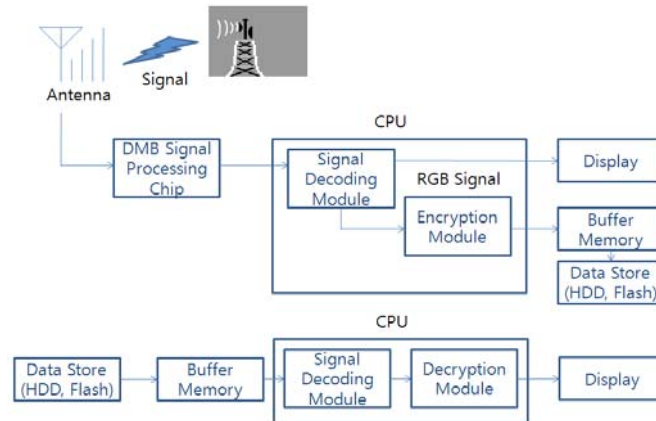 Antenna
Signal
CPU
DMB Signal
Processing
Chip
Signal
Decoding
Module
RGB Signal
Encryption
Module
Display
Buffer
Memory
Data Store
(HDD, Flash)
CPU
Data Store
(HDD, Flash)
Buffer
Memory
Signal
Decoding
Module
Decryption
Module
Display